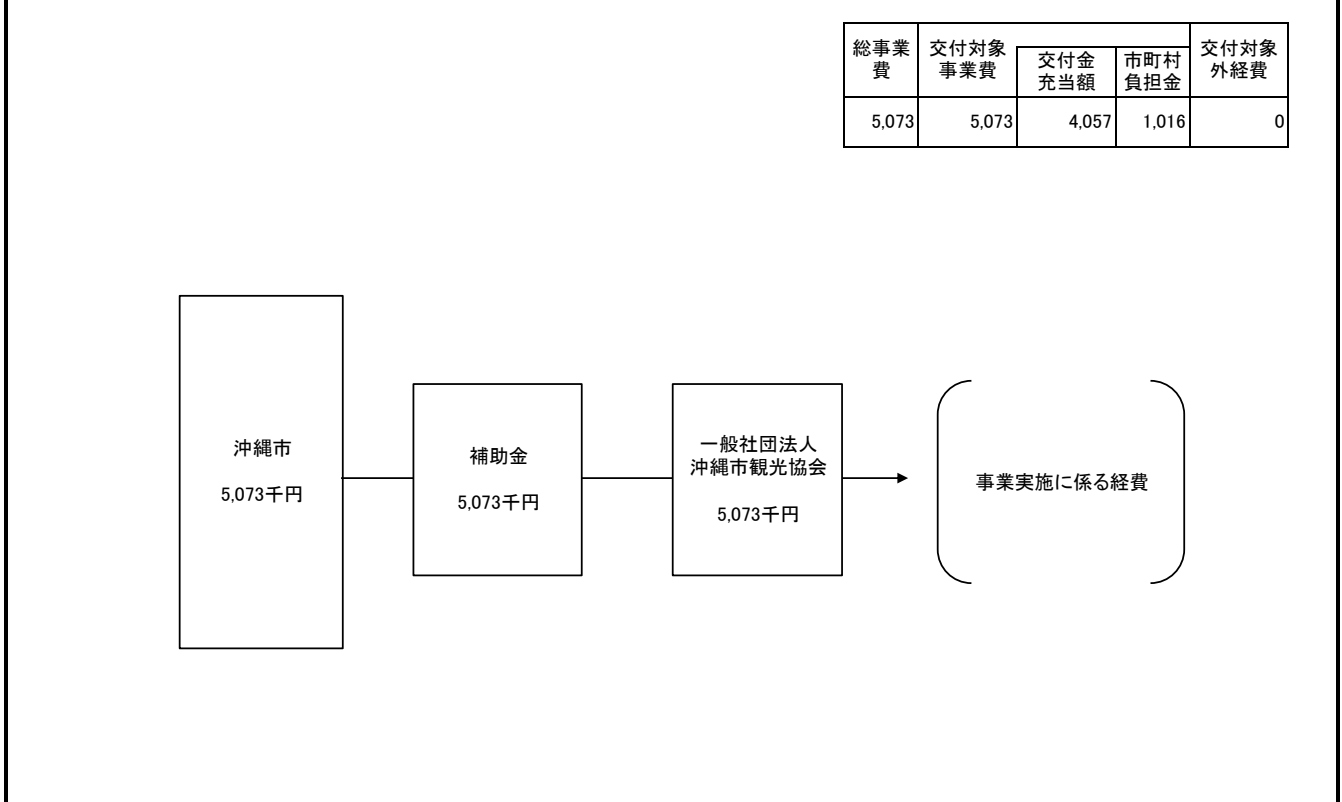 総事業
費
交付対象
事業費
交付金
充当額
市町村
負担金
交付対象
外経費
5,073
5,073
4,057
1,016
0
沖縄市
5,073千円
補助金
5,073千円
一般社団法人
沖縄市観光協会
5,073千円
事業実施に係る経費